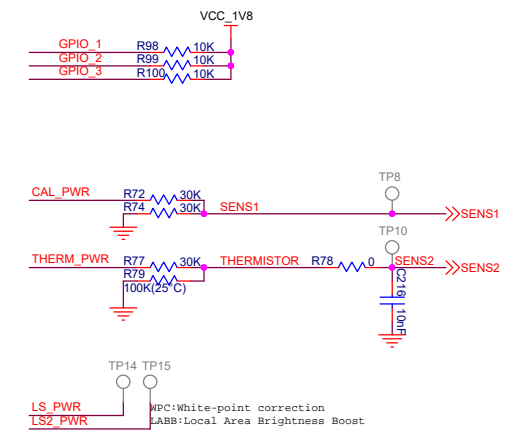 VCC_1V8
GPIO_1 R98 10K
GPIO_2 R99 10K
GPIO_3 R100 10K
TP8
CAL_PWR R72 30K
R74 30K SENS1 SENS1
TP10
THERM_PWR R77 30K THERMISTOR R78 0 SENS2 SENS2
R79
100K(25°C)
C216
10nF
TP14 TP15
LS_PWR WPC:White-point correction
LS2_PWR LABB:Local Area Brightness Boost